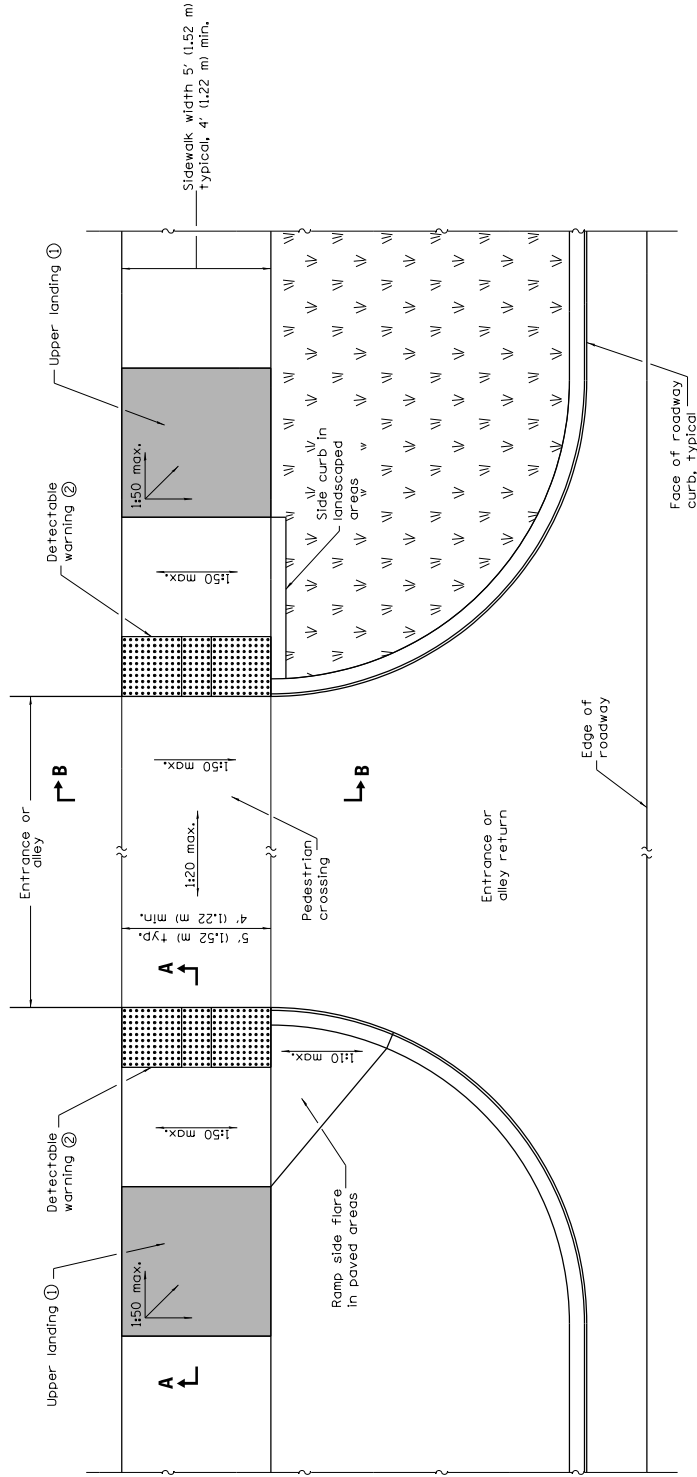 Sidewalk width 5' (1.52 m)
typical, 4' (1.22 m) min.
Upper landing ①
1:50 max.
Detectable
warning ②
1:50 max.
Side curb in
landscaped
areas
Face of roadway
curb, typical
Entrance or
alley
B
B
1:50 max.
1:20 max.
Pedestrian
crossing
5' (1.52 m) typ.
4' (1.22 m) min.
Edge of
roadway
Entrance or
alley return
A
Detectable
warning ②
1:50 max.
1:10 max.
Ramp side flare
in paved areas
Upper landing ①
1:50 max.
A